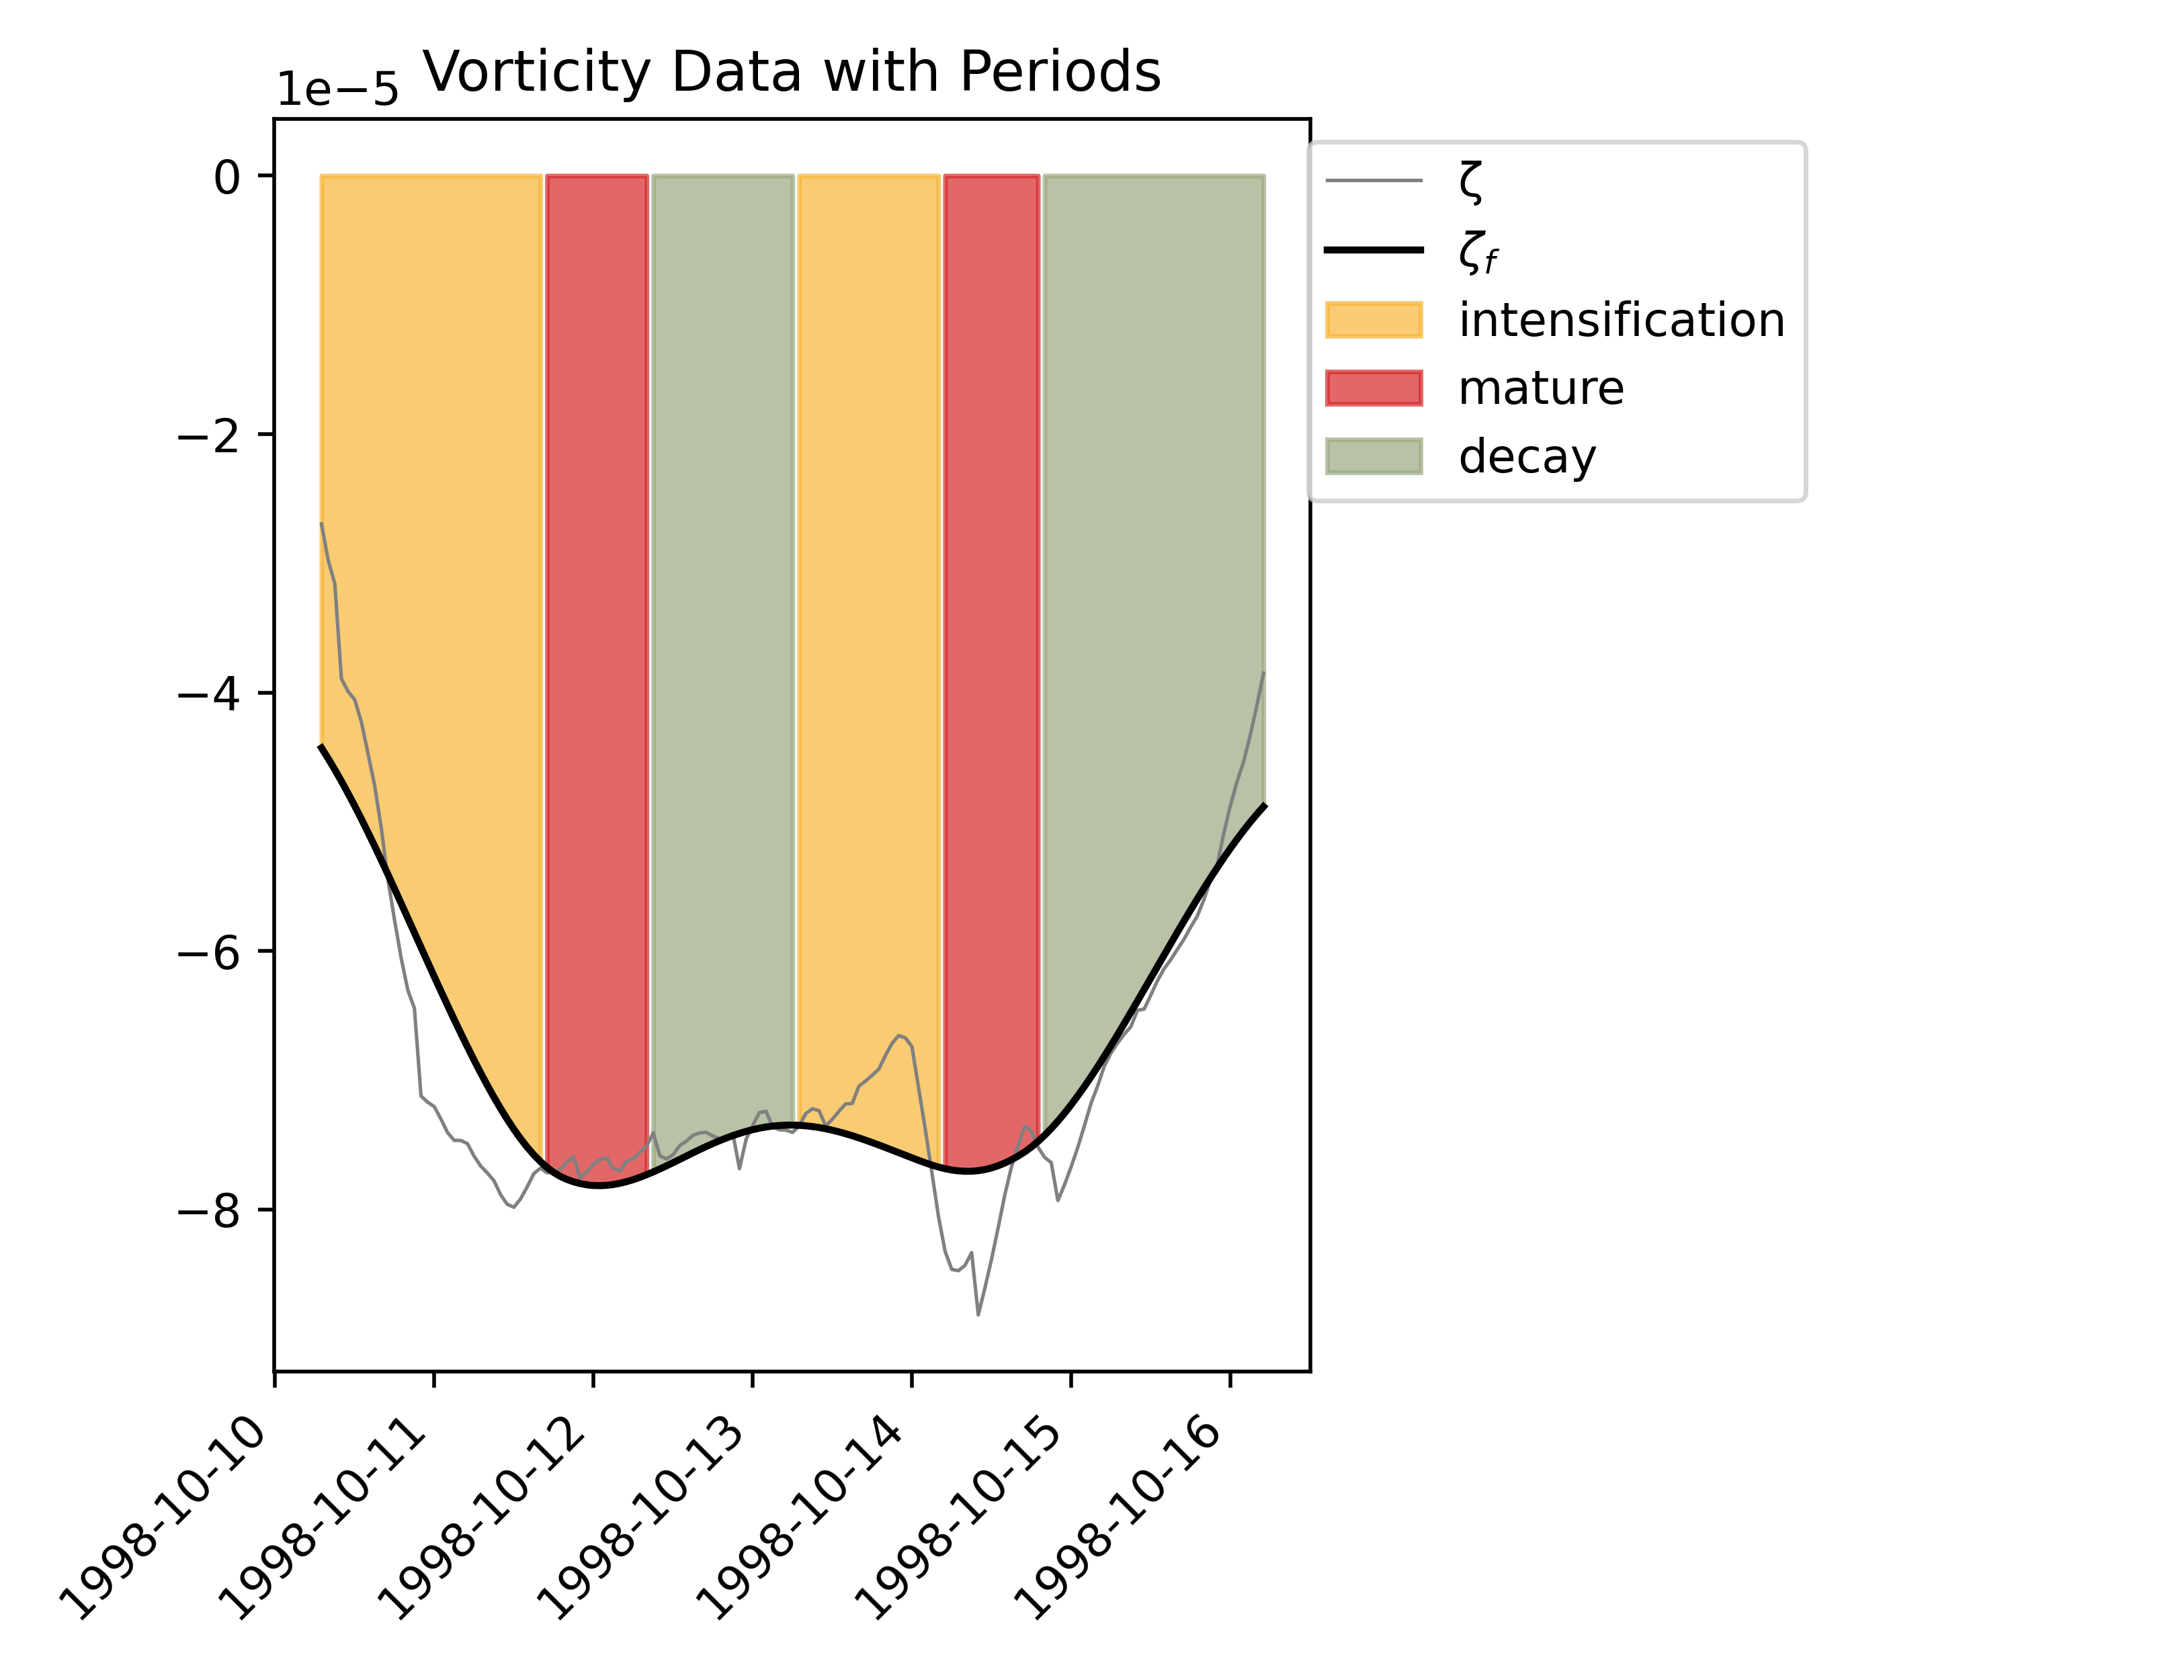 Vorticity Data with Periods
1e−5
0
−2
−4
−6
−8
ζ
ζf
intensification
mature
decay
1998-10-10
1998-10-11
1998-10-12
1998-10-13
1998-10-14
1998-10-15
1998-10-16